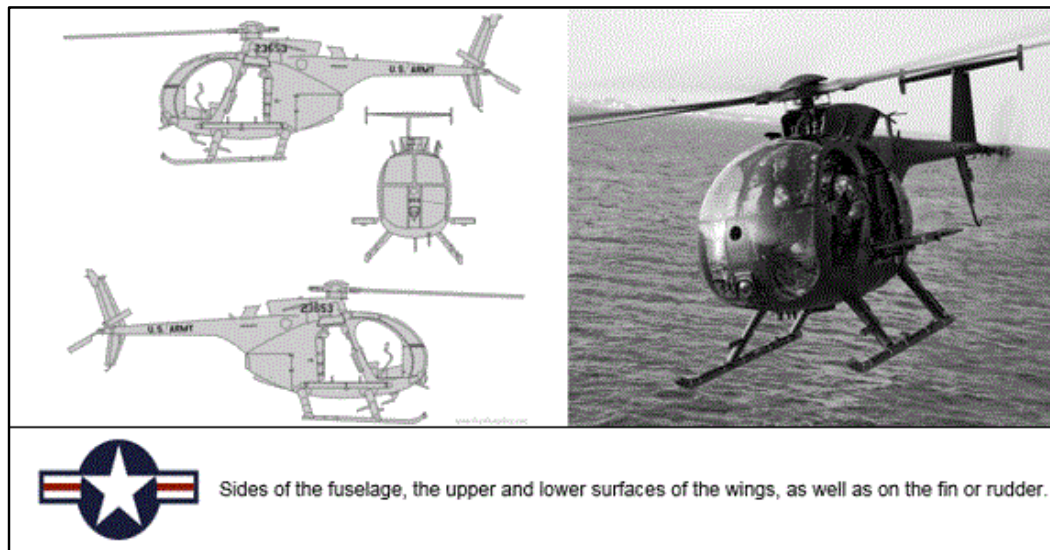 23653
U.S. ARMY
U.S. ARMY
23653
Sides of the fuselage, the upper and lower surfaces of the wings, as well as on the fin or rudder.